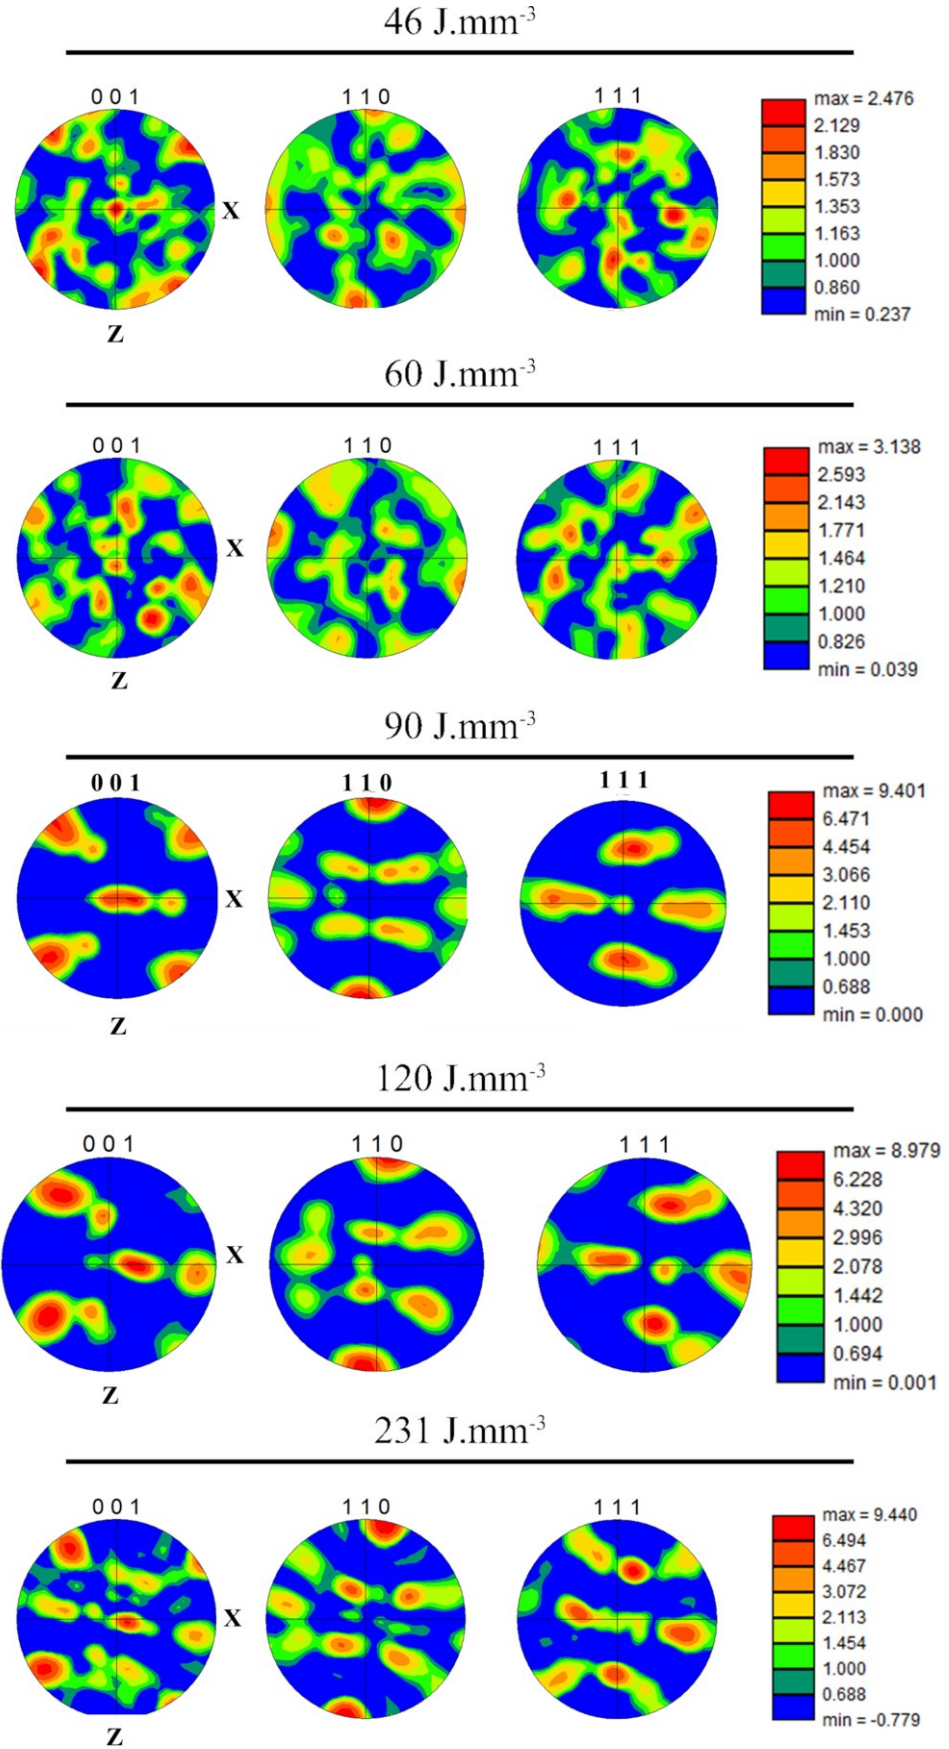 46 J.mm-3
0 0 1
1 1 0
1 1 1
max = 2.476
2.129
1.830
1.573
1.353
1.163
1.000
0.860
min = 0.237
X
Z
60 J.mm-3
0 0 1
1 1 0
1 1 1
max = 3.138
2.593
2.143
1.771
1.464
1.210
1.000
0.826
min = 0.039
X
Z
90 J.mm-3
0 0 1
1 1 0
1 1 1
max = 9.401
6.471
4.454
3.066
2.110
1.453
1.000
0.688
min = 0.000
X
Z
120 J.mm-3
0 0 1
1 1 0
1 1 1
max = 8.979
6.228
4.320
2.996
2.078
1.442
1.000
0.694
min = 0.001
X
Z
231 J.mm-3
0 0 1
1 1 0
1 1 1
max = 9.440
6.494
4.467
3.072
2.113
1.454
1.000
0.688
min = -0.779
X
Z